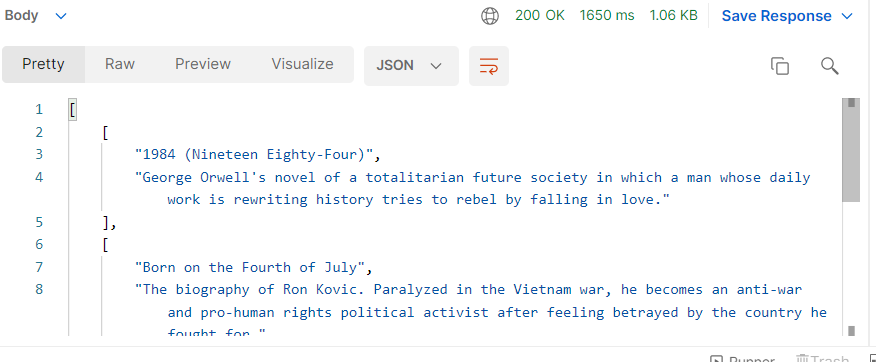 Body 200 OK 1650 ms 1.06 KB Save Response
Pretty Raw Preview Visualize JSON
1 [
2 [
3 "1984 (Nineteen Eighty-Four)",
4 "George Orwell's novel of a totalitarian future society in which a man whose daily
work is rewriting history tries to rebel by falling in love."
5 ],
6 [
7 "Born on the Fourth of July",
8 "The biography of Ron Kovic. Paralyzed in the Vietnam war, he becomes an anti-war
and pro-human rights political activist after feeling betrayed by the country he
fought for."
Runner Trash